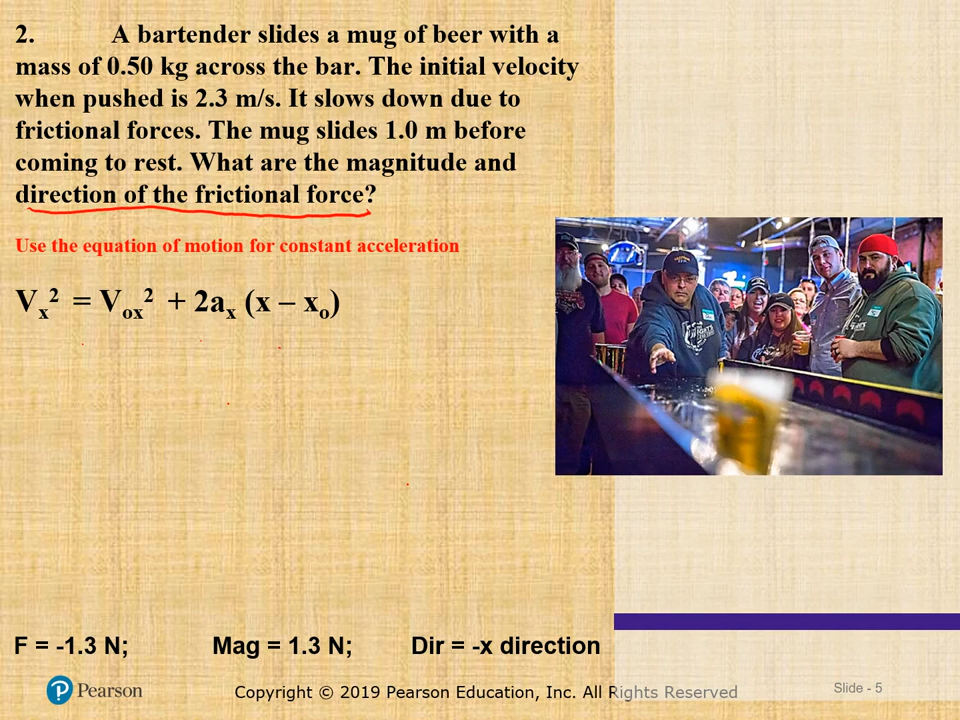 2. A bartender slides a mug of beer with a
mass of 0.50 kg across the bar. The initial velocity
when pushed is 2.3 m/s. It slows down due to
frictional forces. The mug slides 1.0 m before
coming to rest. What are the magnitude and
direction of the frictional force?
Use the equation of motion for constant acceleration
Vₓ² = Vₒₓ² + 2aₓ (x – xₒ)
F = -1.3 N; Mag = 1.3 N; Dir = -x direction
Pearson
Copyright © 2019 Pearson Education, Inc. All Rights Reserved
Slide - 5